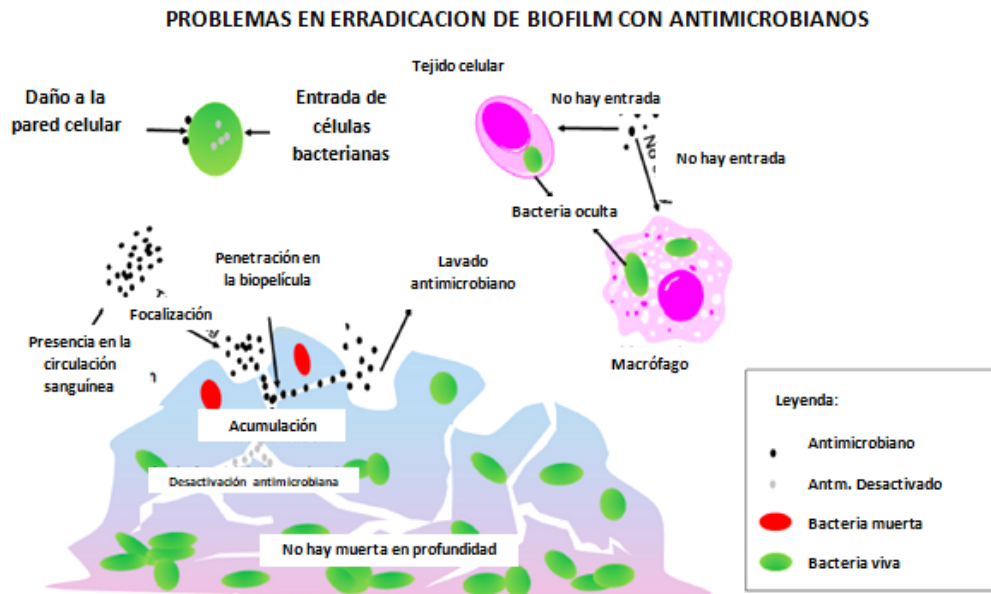 PROBLEMAS EN ERRADICACION DE BIOFILM CON ANTIMICROBIANOS
Daño a la
pared celular
Entrada de
células
bacterianas
Tejido celular
No hay entrada
No
No hay entrada
Bacteria oculta
Macrófago
Presencia en la
circulación
sanguínea
Focalización
Penetración en
la biopelícula
Lavado
antimicrobiano
Acumulación
Desactivación antimicrobiana
No hay muerta en profundidad
Leyenda:
Antimicrobiano
Antm. Desactivado
Bacteria muerta
Bacteria viva